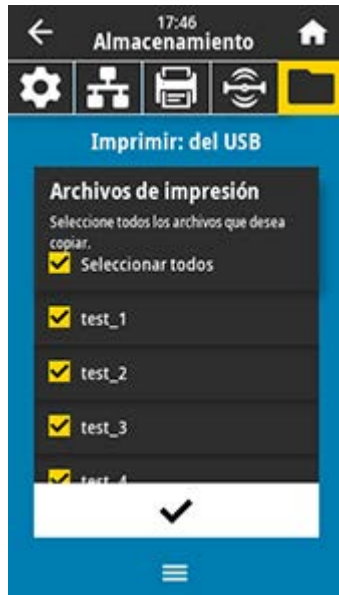 17:46
Almacenamiento
Imprimir: del USB
Archivos de impresión
Seleccione todos los archivos que desea
copiar.
Seleccionar todos
test_1
test_2
test_3
test_4